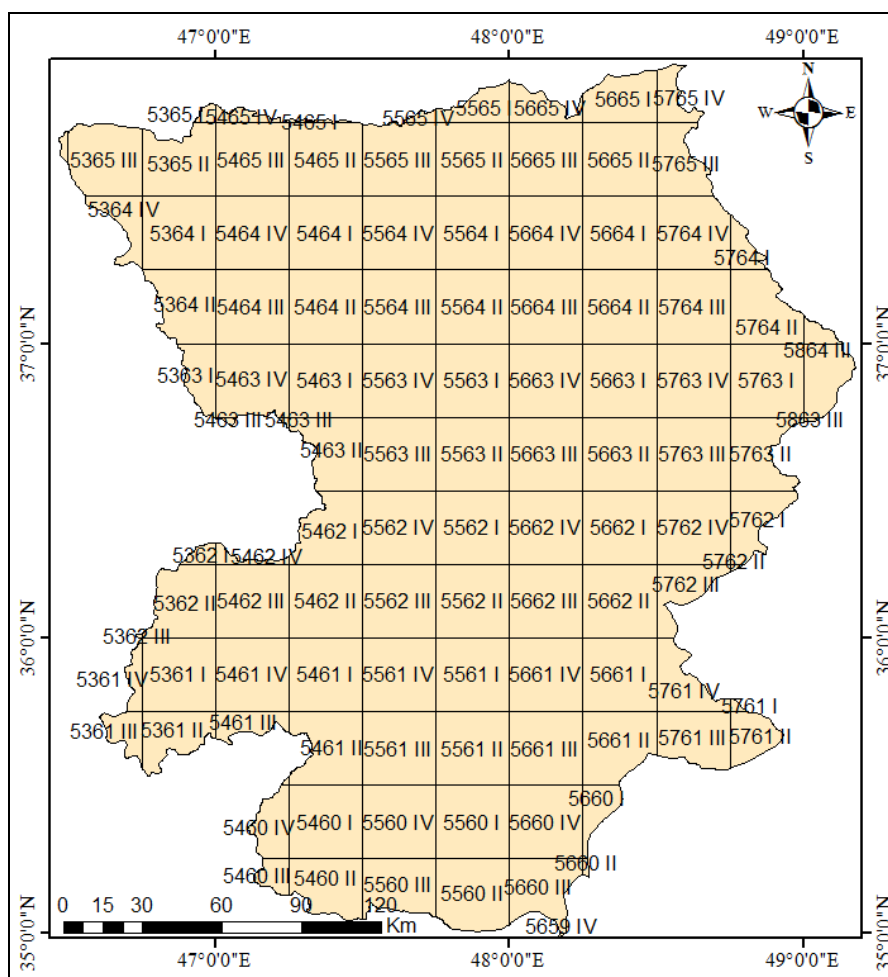 47°0'0"E 48°0'0"E 49°0'0"E
N
W E
S
5365 I 5465 IV 5465 I 5565 IV 5565 I 5665 IV 5665 I 5765 IV
5365 III 5365 II 5465 III 5465 II 5565 III 5565 II 5665 III 5665 II 5765 III
5364 IV
5364 I 5464 IV 5464 I 5564 IV 5564 I 5664 IV 5664 I 5764 IV
5764 I
5364 II 5464 III 5464 II 5564 III 5564 II 5664 III 5664 II 5764 III
5764 II
37°0'0"N 37°0'0"N
5864 III
5363 I 5463 IV 5463 I 5563 IV 5563 I 5663 IV 5663 I 5763 IV 5763 I
5463 III 5463 III 5863 III
5463 II 5563 III 5563 II 5663 III 5663 II 5763 III 5763 II
5462 I 5562 IV 5562 I 5662 IV 5662 I 5762 IV 5762 I
5362 I 5462 IV 5762 II
5762 III
5362 II 5462 III 5462 II 5562 III 5562 II 5662 III 5662 II
36°0'0"N 5362 III 36°0'0"N
5361 IV 5361 I 5461 IV 5461 I 5561 IV 5561 I 5661 IV 5661 I
5761 IV
5761 I
5361 III 5361 II 5461 III 5461 II 5561 III 5561 II 5661 III 5661 II 5761 III 5761 II
5660 I
5460 IV 5460 I 5560 IV 5560 I 5660 IV
5660 II
5460 III 5460 II 5560 III 5560 II 5660 III
0 15 30 60 90 120
Km
5659 IV
35°0'0"N 35°0'0"N
47°0'0"E 48°0'0"E 49°0'0"E